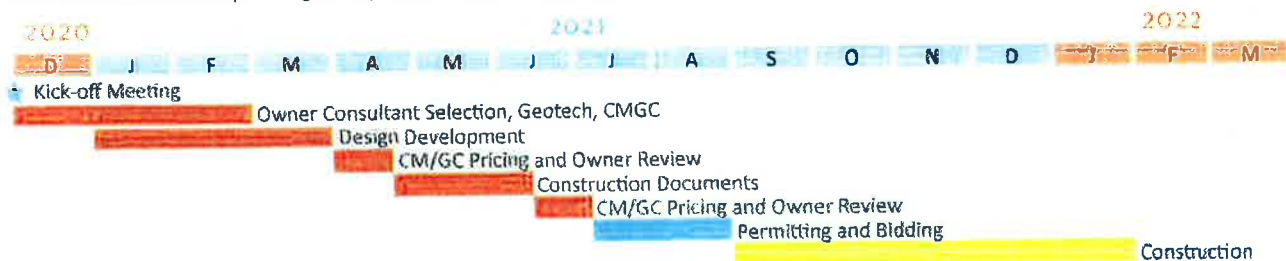 2020 2021 2022
D J F M A M J J A S O N D J F M
Kick-off Meeting
Owner Consultant Selection, Geotech, CMGC
Design Development
CM/GC Pricing and Owner Review
Construction Documents
CM/GC Pricing and Owner Review
Permitting and Bidding
Construction